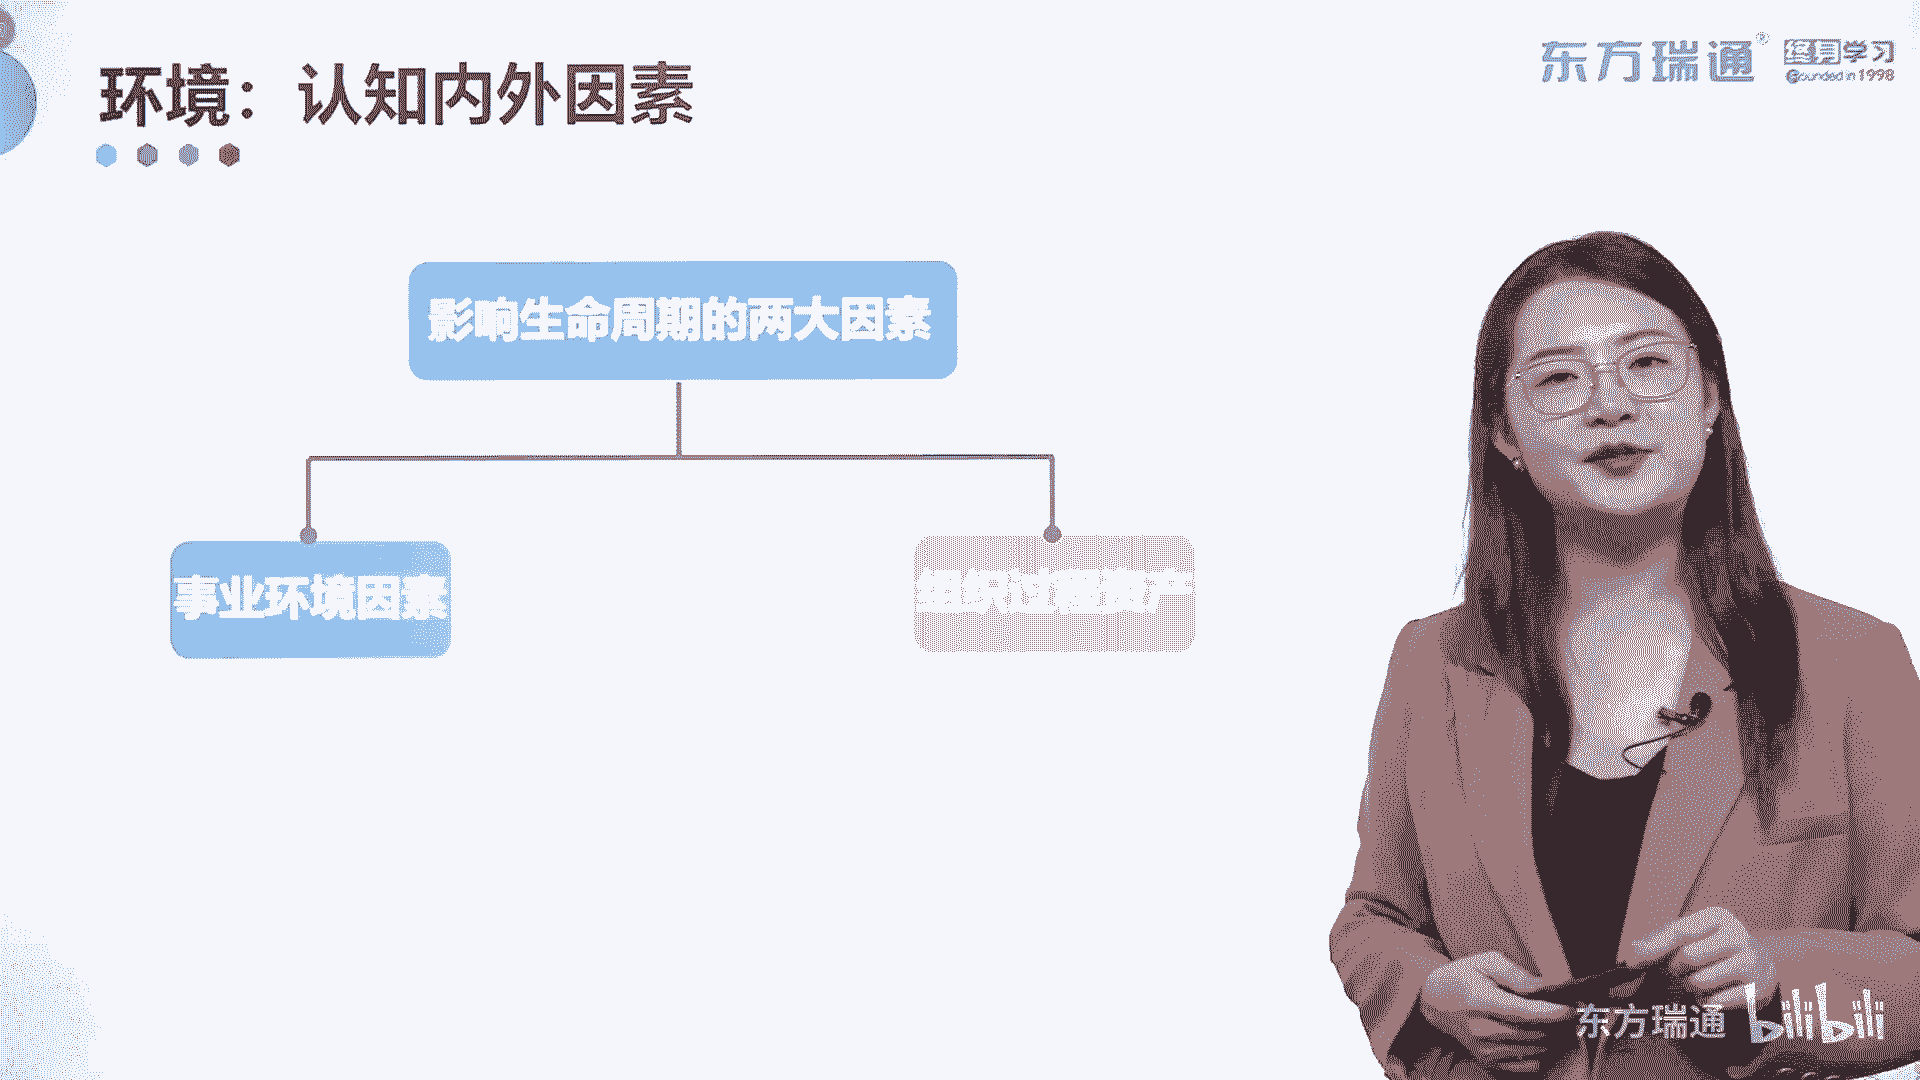 环境：认知内外因素
东方瑞通®
终身学习
Founded in 1998
影响生命周期的两大因素
事业环境因素
组织过程资产
东方瑞通 bilibili